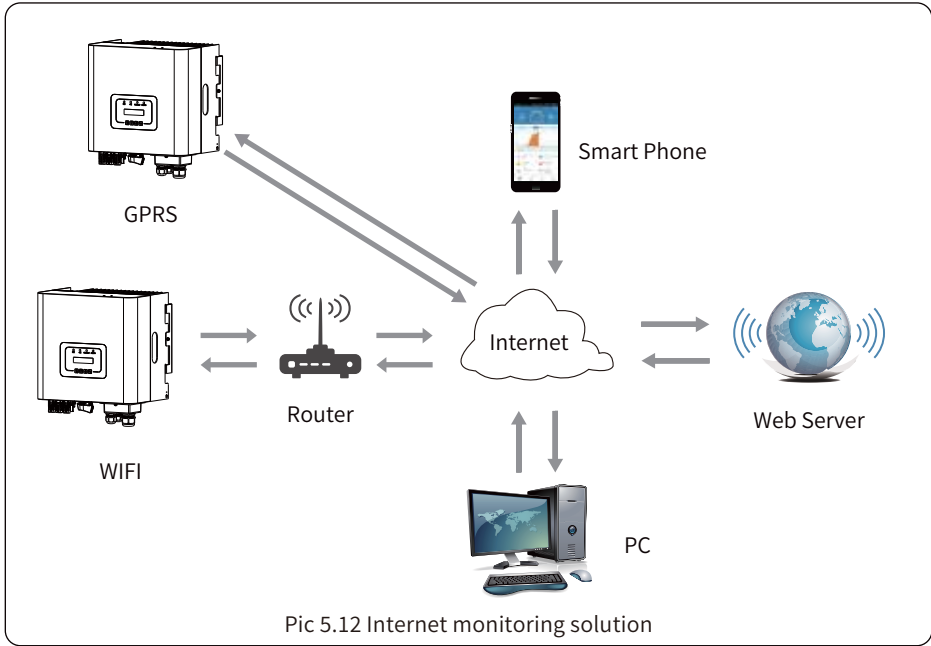 Smart Phone
GPRS
Internet
Router
Web Server
WIFI
PC
Pic 5.12 Internet monitoring solution